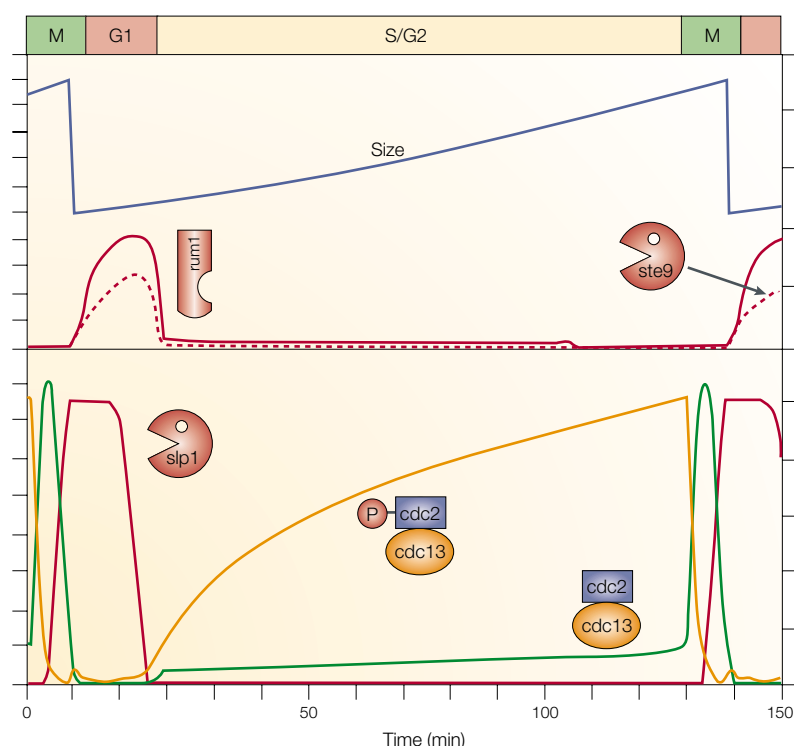 M G1 S/G2 M
Size
rum1
ste9
slp1
P cdc2
cdc13
cdc2
cdc13
0 50 100 150
Time (min)